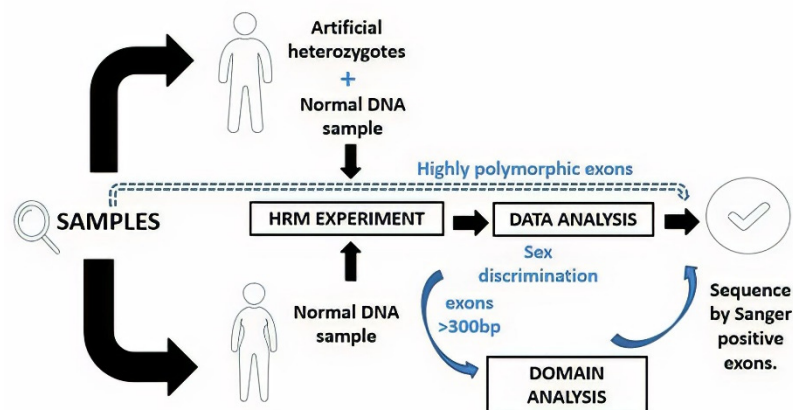 Artificial
heterozygotes
+
Normal DNA
sample
Highly polymorphic exons
SAMPLES
HRM EXPERIMENT
DATA ANALYSIS
Sex
discrimination
Normal DNA
sample
exons
>300bp
Sequence
by Sanger
positive
exons.
DOMAIN
ANALYSIS